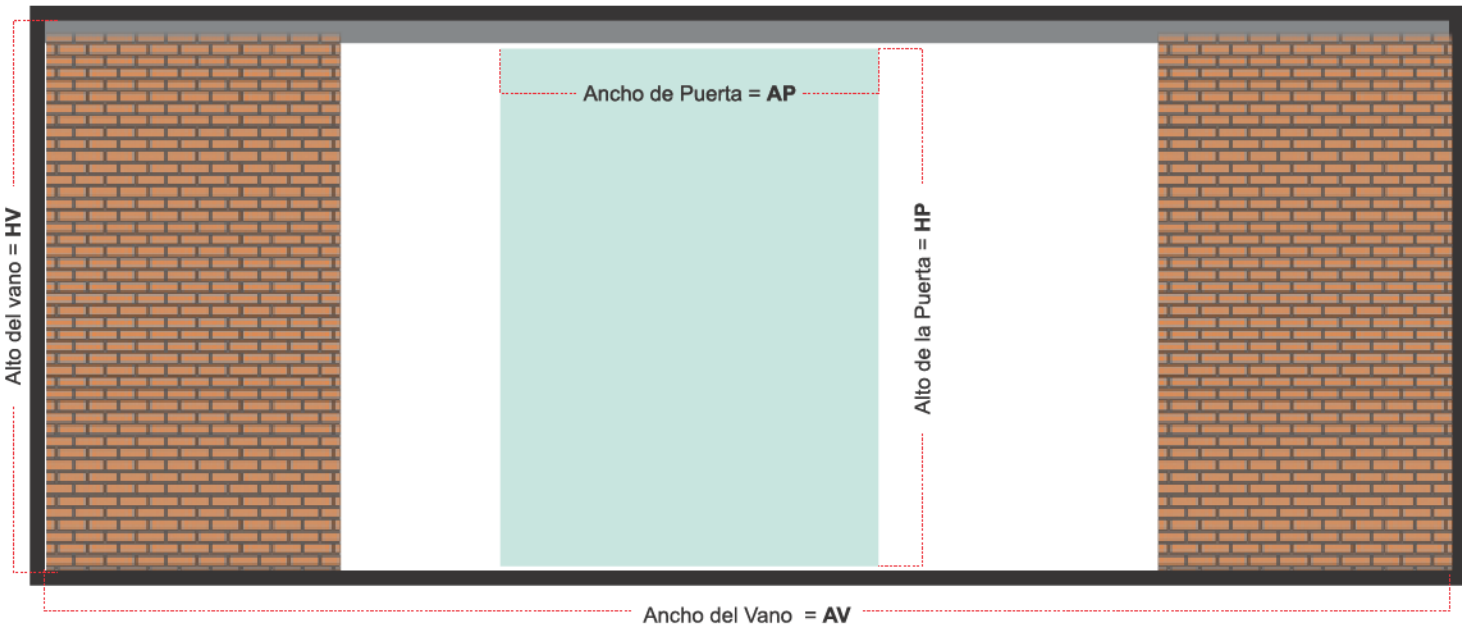 Ancho de Puerta = AP
Alto del vano = HV
Alto de la Puerta = HP
Ancho del Vano = AV